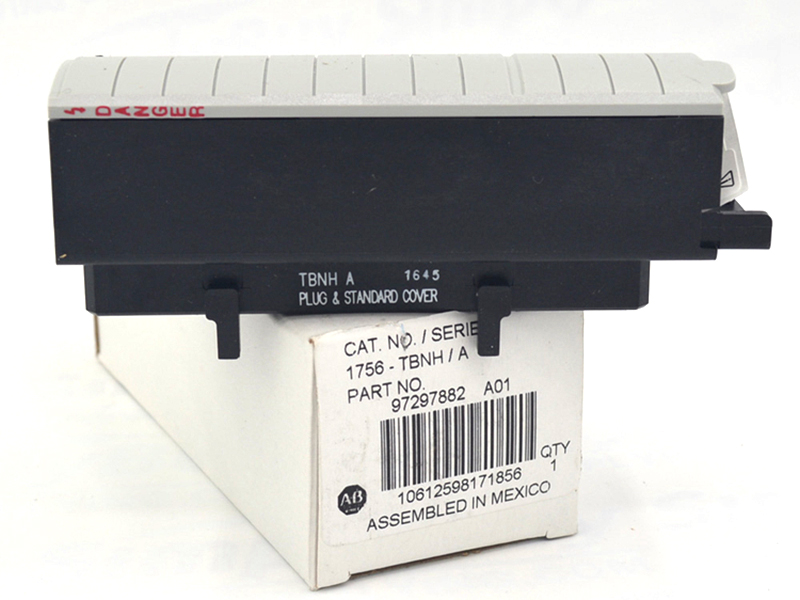 DANGER
TBNH A 1645
PLUG & STANDARD COVER
CAT. NO. / SERIE
1756 - TBNH / A
PART NO.
97297882 A01
QTY
1
10612598171856
AB
ASSEMBLED IN MEXICO